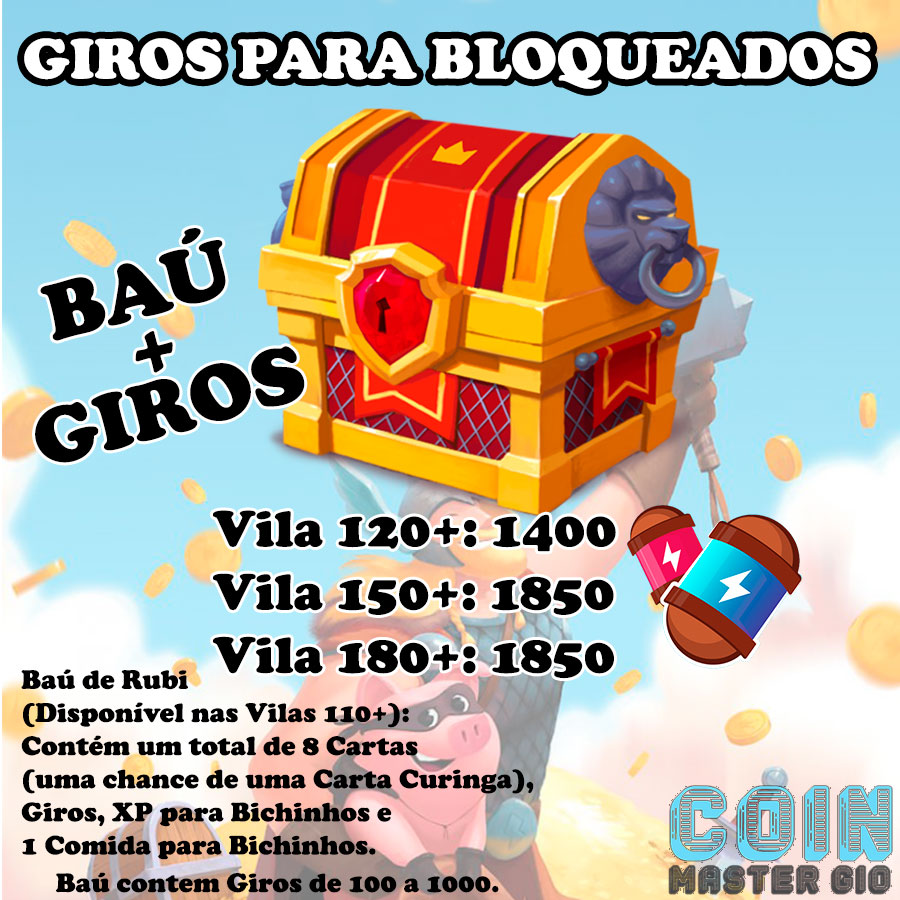 GIROS PARA BLOQUEADOS
BAÚ
+
GIROS
Vila 120+: 1400
Vila 150+: 1850
Vila 180+: 1850
Baú de Rubi
(Disponível nas Vilas 110+):
Contém um total de 8 Cartas
(uma chance de uma Carta Curinga),
Giros, XP para Bichinhos e
1 Comida para Bichinhos.
Baú contem Giros de 100 a 1000.
COIN
MASTER GIO